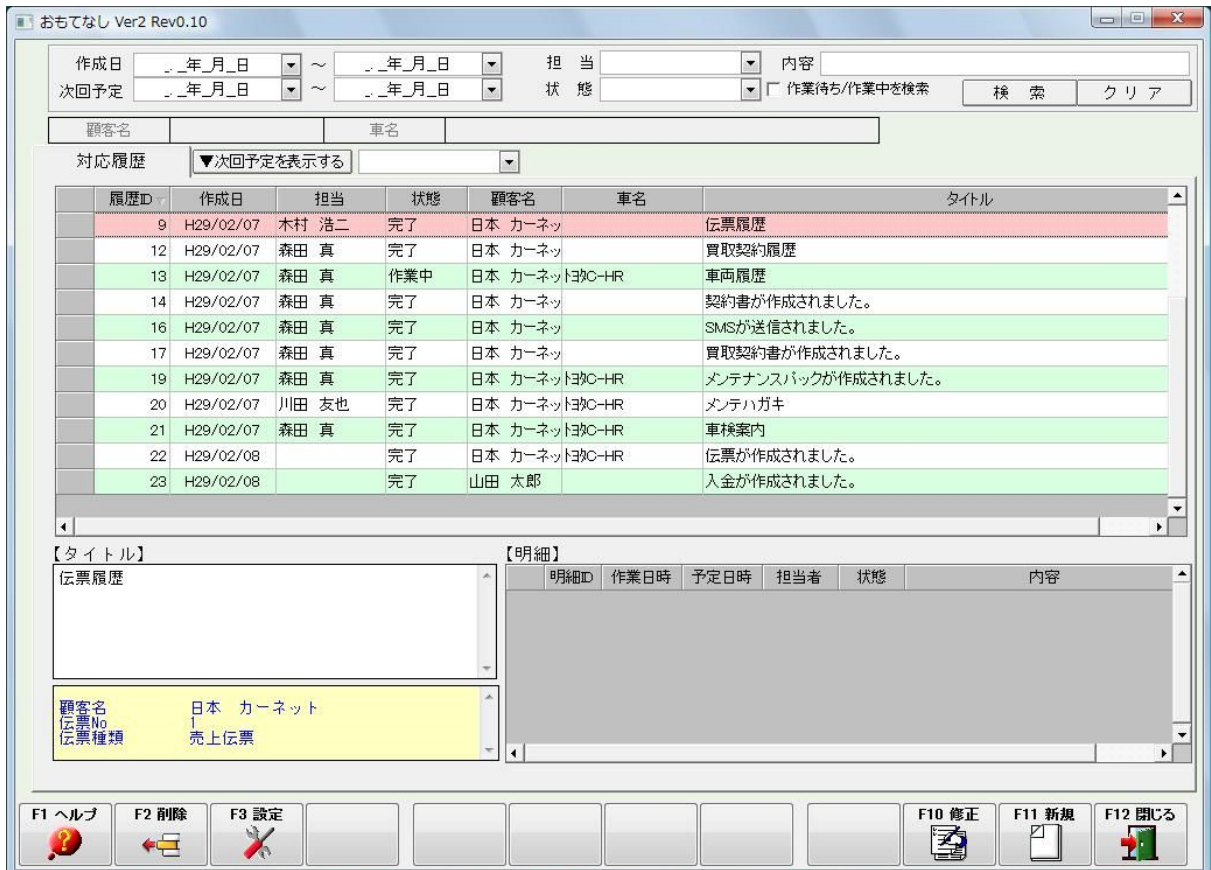 おもてなし Ver2 Rev0.10
作成日 _._年_月_日 ～ _._年_月_日 担 当 内容
次回予定 _._年_月_日 ～ _._年_月_日 状 態 作業待ち/作業中を検索 検 索 クリア
顧客名 車名
対応履歴 ▼次回予定を表示する
履歴ID 作成日 担当 状態 顧客名 車名 タイトル
9 H29/02/07 木村 浩二 完了 日本 カーネッ 伝票履歴
12 H29/02/07 森田 真 完了 日本 カーネッ 買取契約履歴
13 H29/02/07 森田 真 作業中 日本 カーネッ ﾄﾖﾀC-HR 車両履歴
14 H29/02/07 森田 真 完了 日本 カーネッ 契約書が作成されました。
16 H29/02/07 森田 真 完了 日本 カーネッ SMSが送信されました。
17 H29/02/07 森田 真 完了 日本 カーネッ 買取契約書が作成されました。
19 H29/02/07 森田 真 完了 日本 カーネッ ﾄﾖﾀC-HR メンテナンスパックが作成されました。
20 H29/02/07 川田 友也 完了 日本 カーネッ ﾄﾖﾀC-HR メンテハガキ
21 H29/02/07 森田 真 完了 日本 カーネッ ﾄﾖﾀC-HR 車検案内
22 H29/02/08 完了 日本 カーネッ ﾄﾖﾀC-HR 伝票が作成されました。
23 H29/02/08 完了 山田 太郎 入金が作成されました。
【タイトル】
伝票履歴
顧客名 日本 カーネット
伝票No 1
伝票種類 売上伝票
【明細】
明細ID 作業日時 予定日時 担当者 状態 内容
F1 ヘルプ F2 削除 F3 設定 F10 修正 F11 新規 F12 閉じる